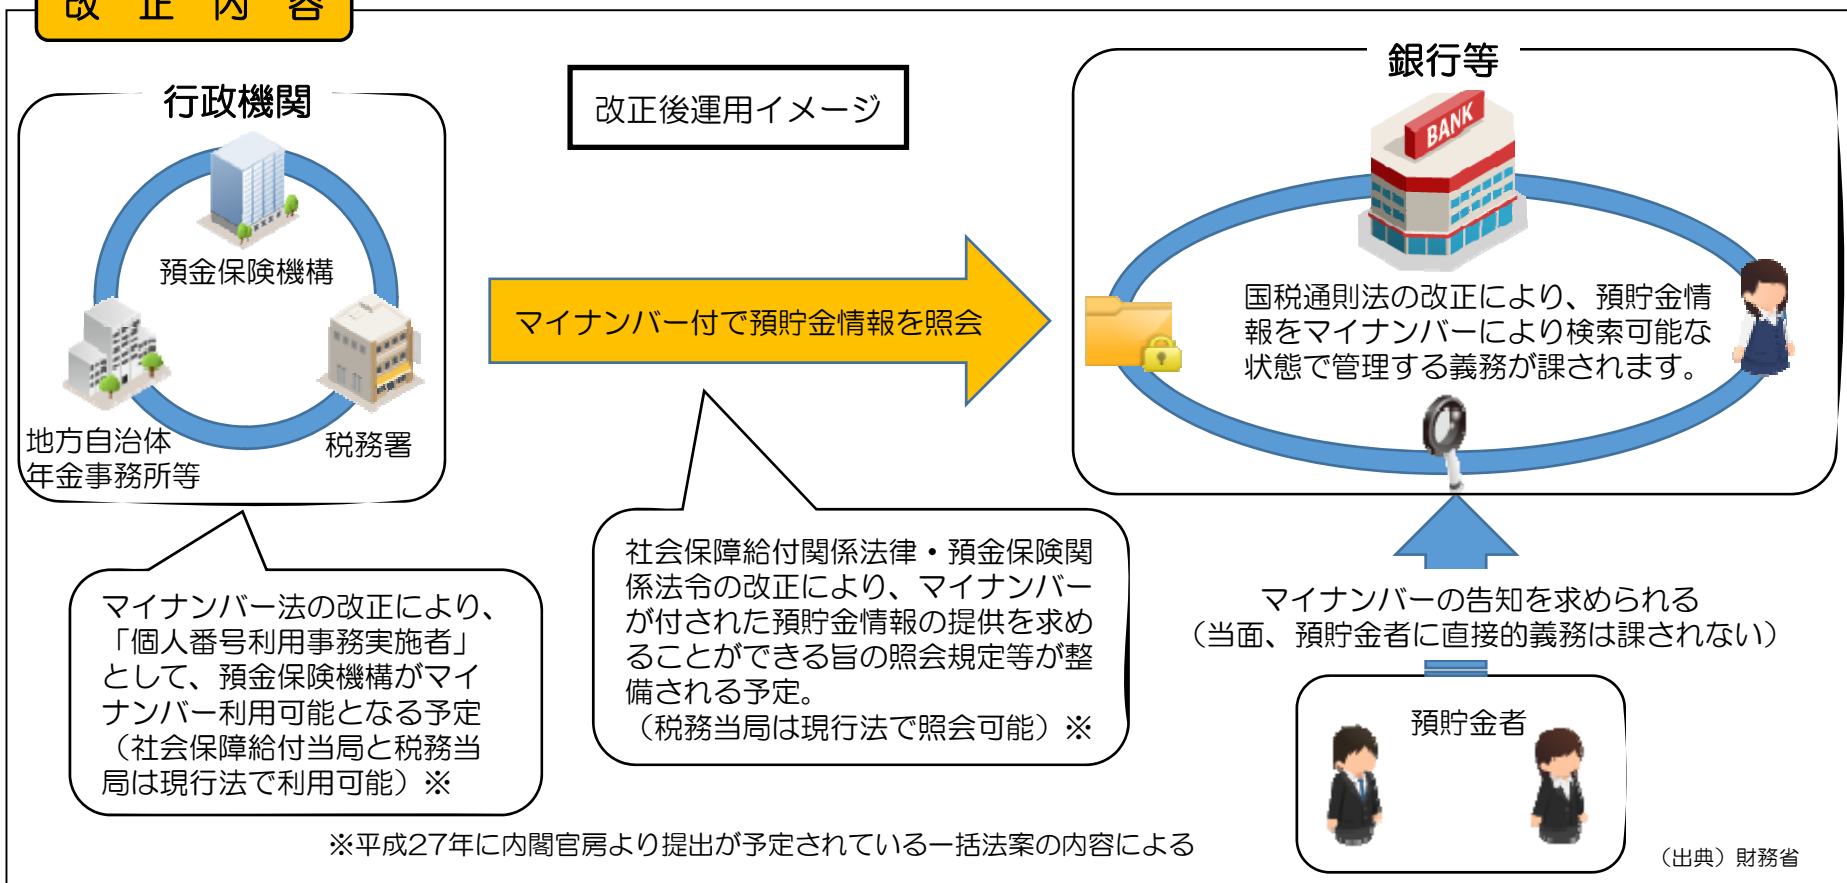 改正内容
改正後運用イメージ
行政機関
預金保険機構
地方自治体
年金事務所等
税務署
マイナンバー付で預貯金情報を照会
銀行等
BANK
国税通則法の改正により、預貯金情
報をマイナンバーにより検索可能な
状態で管理する義務が課されます。
マイナンバー法の改正により、
「個人番号利用事務実施者」
として、預金保険機構がマイ
ナンバー利用可能となる予定
（社会保障給付当局と税務当
局は現行法で利用可能）※
社会保障給付関係法律・預金保険関
係法令の改正により、マイナンバー
が付された預貯金情報の提供を求め
ることができる旨の照会規定等が整
備される予定。
（税務当局は現行法で照会可能）※
マイナンバーの告知を求められる
（当面、預貯金者に直接的義務は課されない）
預貯金者
※平成27年に内閣官房より提出が予定されている一括法案の内容による
（出典）財務省